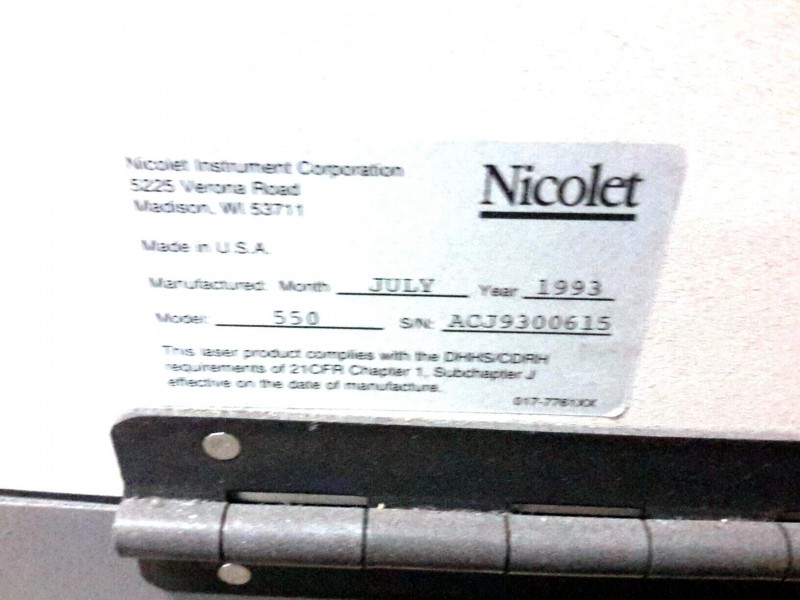 Nicolet Instrument Corporation
5225 Verona Road
Madison, WI 53711
Nicolet
Made in U.S.A.
Manufactured: Month JULY Year 1993
Model: 550 S/N: ACJ9300615
This laser product complies with the DHHS/CDRH
requirements of 21CFR Chapter 1, Subchapter J
effective on the date of manufacture.
017-7761XX